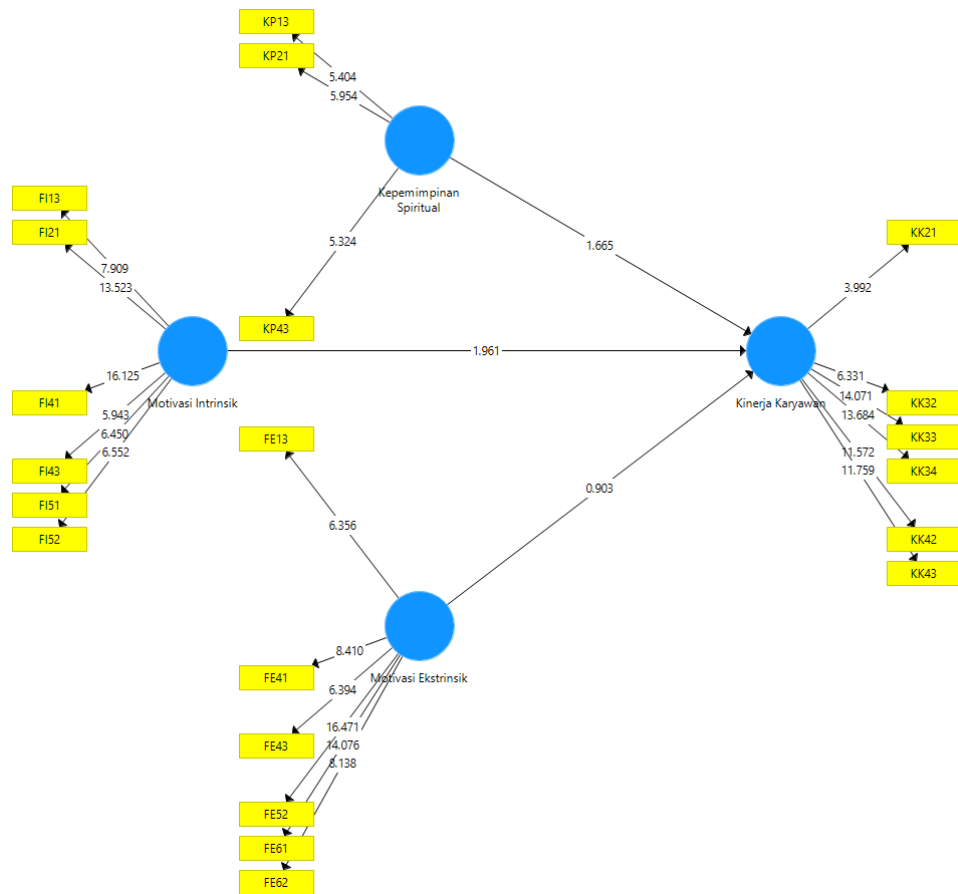 KP13
KP21
5.404
5.954
Kepemimpinan
Spiritual
FI13
FI21
7.909
13.523
5.324
1.665
KK21
3.992
KP43
1.961
16.125
FI41
Motivasi Intrinsik
5.943
6.450
6.552
FI43
FI51
FI52
Kinerja Karyawan
6.331
14.071
13.684
11.572
11.759
KK32
KK33
KK34
KK42
KK43
FE13
6.356
0.903
8.410
FE41
Motivasi Ekstrinsik
6.394
FE43
16.471
14.076
8.138
FE52
FE61
FE62